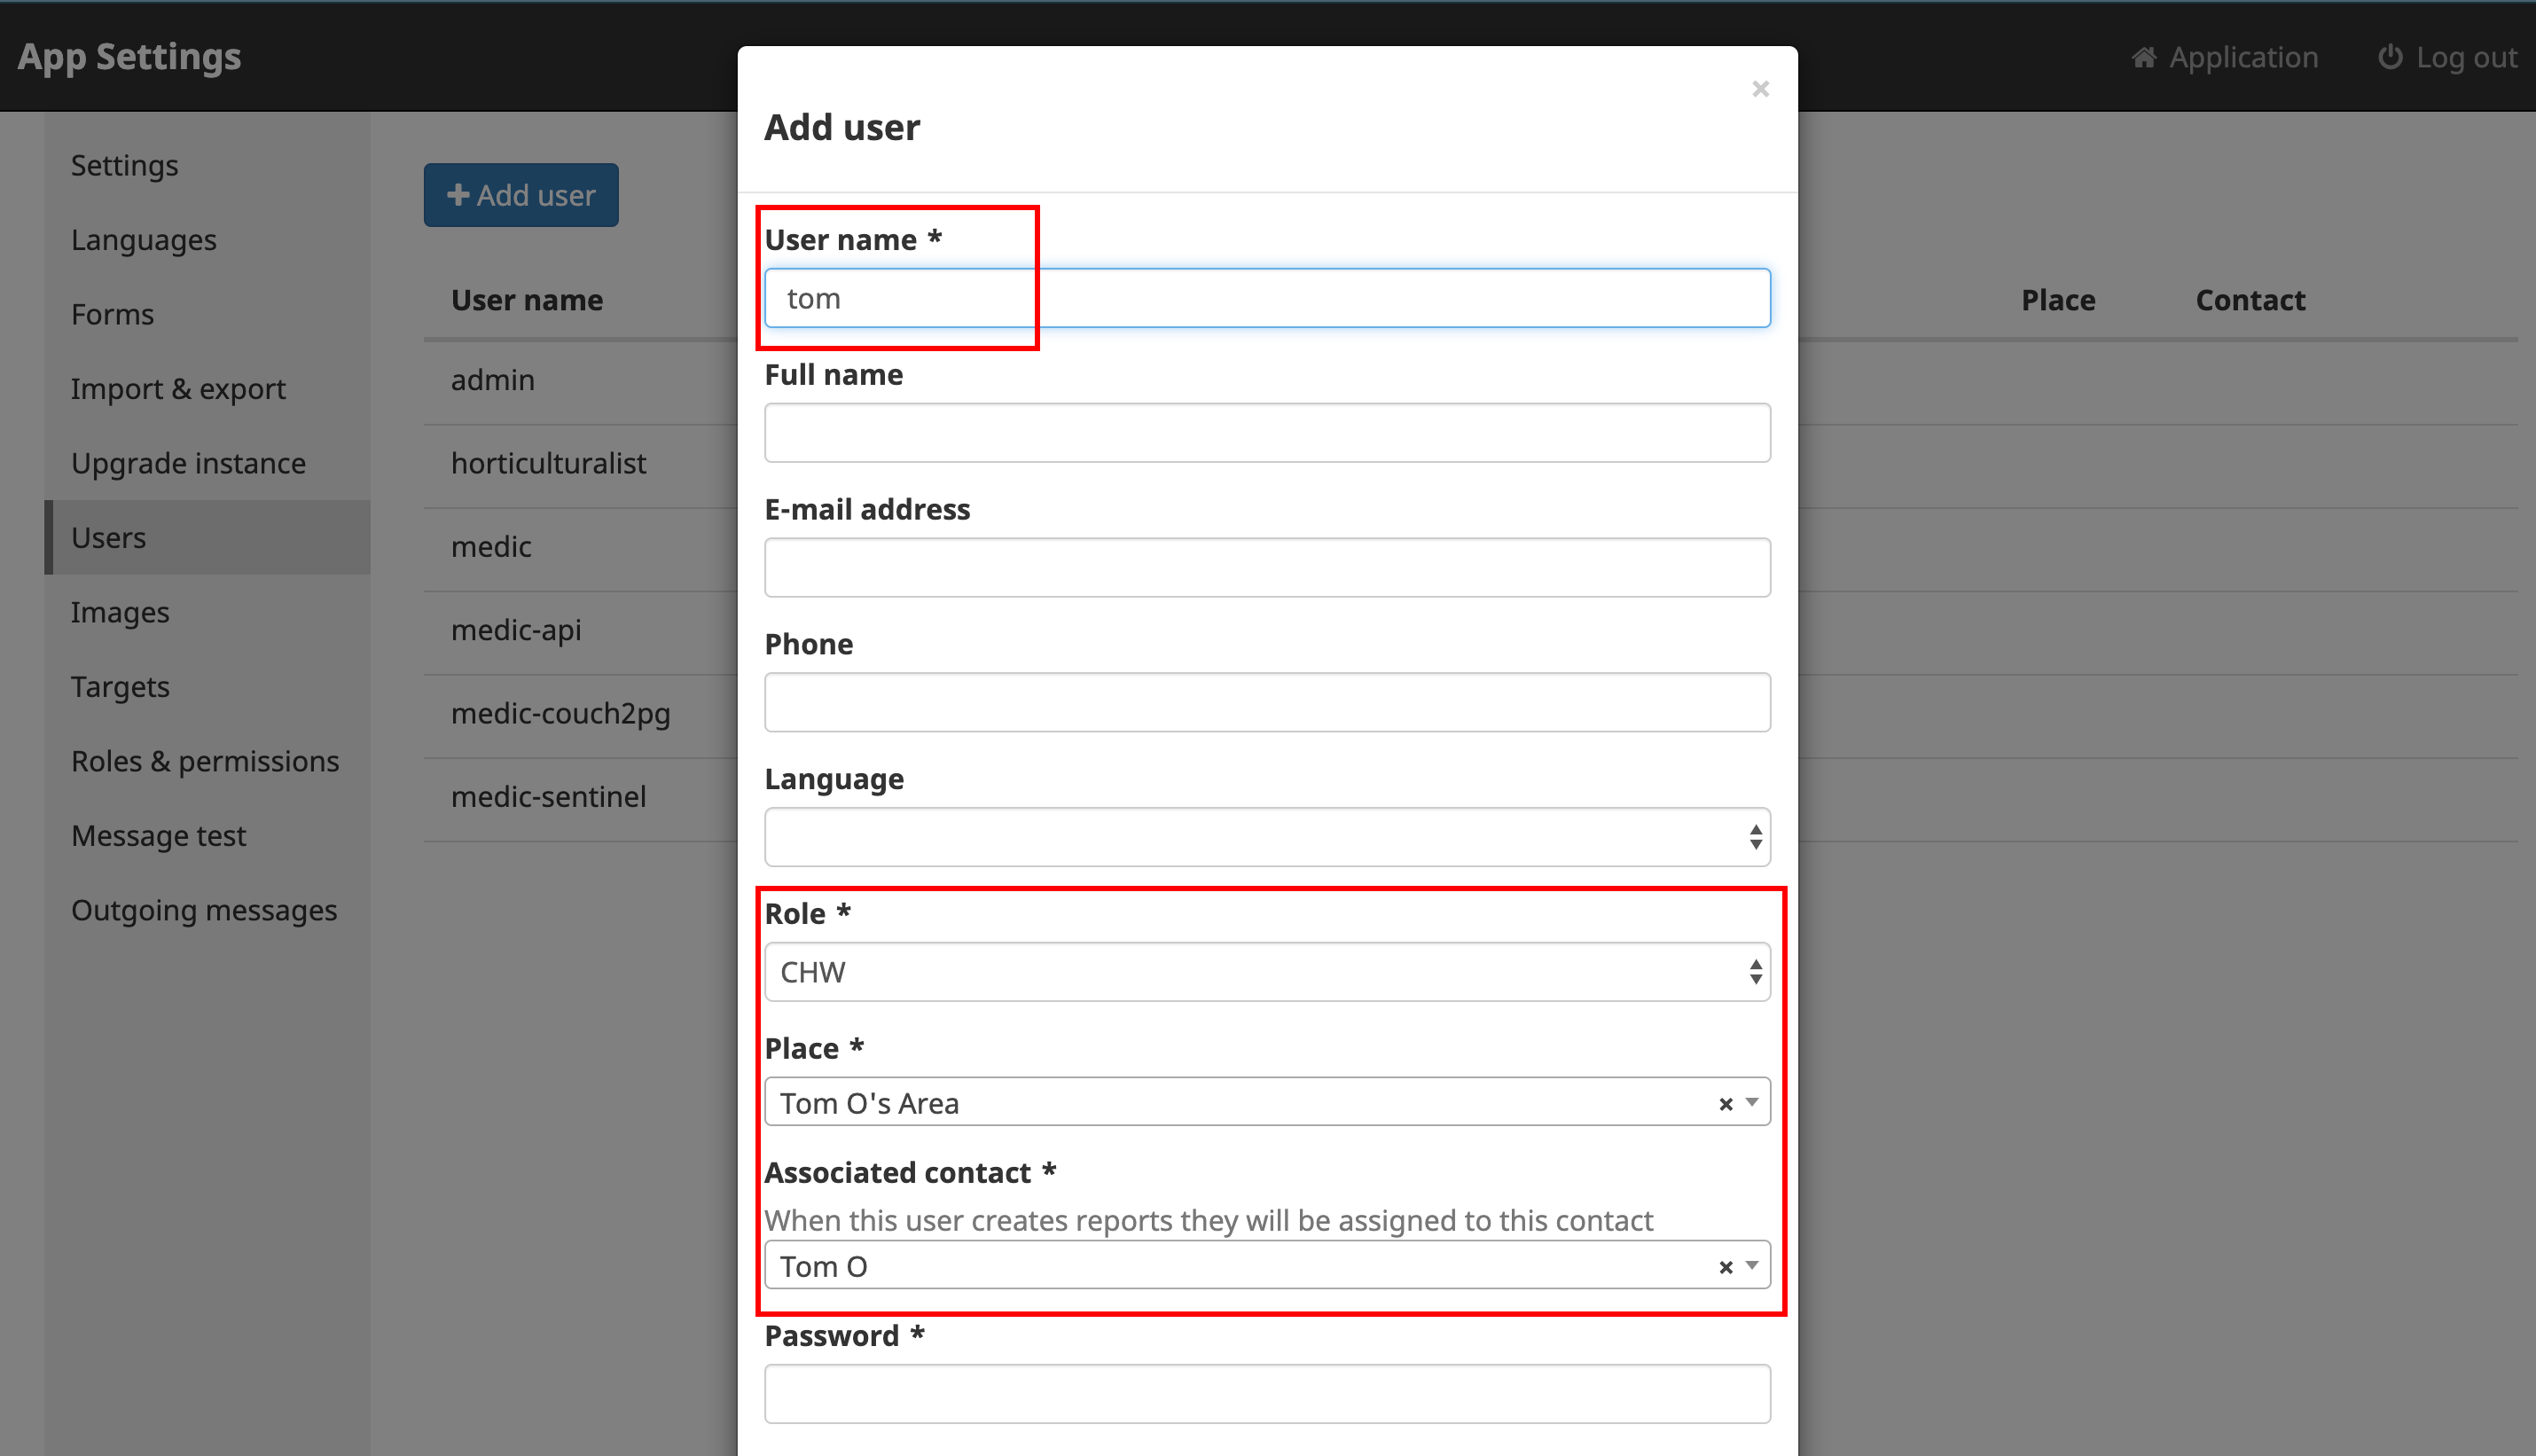 App Settings
Application
Log out
Settings
Languages
Forms
Import & export
Upgrade instance
Users
Images
Targets
Roles & permissions
Message test
Outgoing messages
Add user
User name
Place
Contact
admin
horticulturalist
medic
medic-api
medic-couch2pg
medic-sentinel
×
Add user
User name *
tom
Full name
E-mail address
Phone
Language
Role *
CHW
Place *
Tom O's Area
×
Associated contact *
When this user creates reports they will be assigned to this contact
Tom O
×
Password *